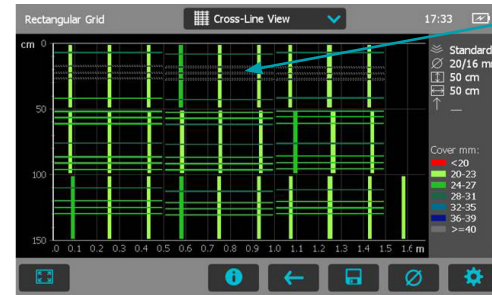 Rectangular Grid
Cross-Line View
17:33
cm 0
50
100
150
.0 0.1 0.2 0.3 0.4 0.5 0.6 0.7 0.8 0.9 1.0 1.1 1.2 1.3 1.4 1.5 1.6 m
Standard
Ø 20/16 mm
50 cm
50 cm
Cover mm:
<20
20-23
24-27
28-31
32-35
36-39
>=40